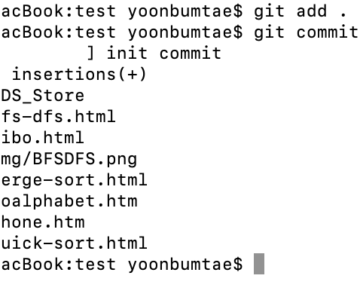 acBook:test yoonbumtae$ git add .
acBook:test yoonbumtae$ git commit
] init commit
insertions(+)
DS_Store
fs-dfs.html
ibo.html
mg/BFSDFS.png
erge-sort.html
oalphabet.htm
hone.htm
uick-sort.html
acBook:test yoonbumtae$